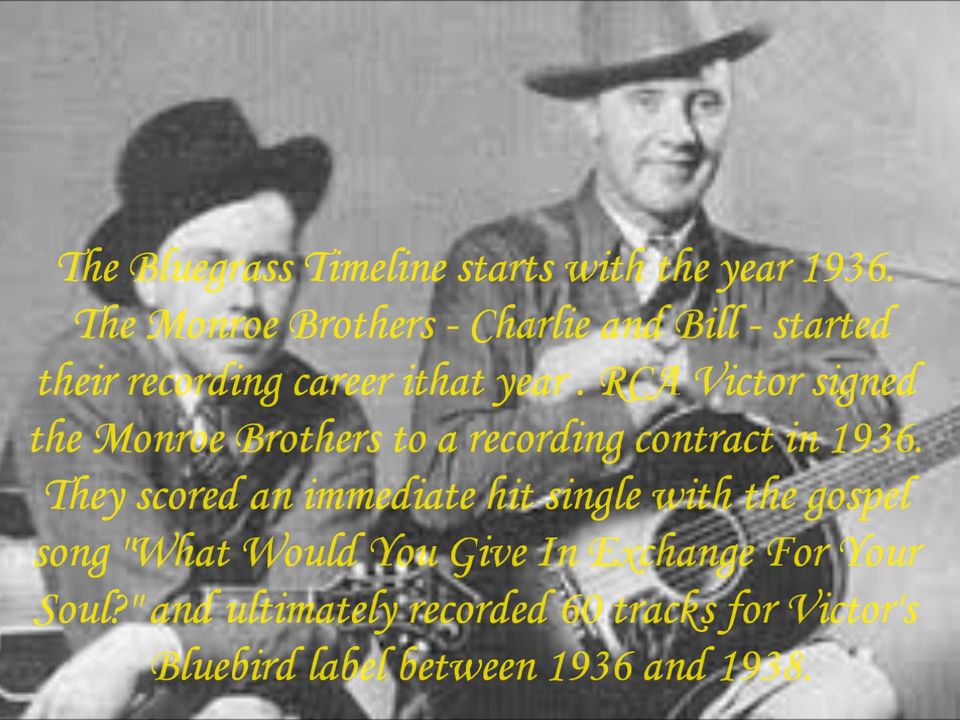 The Bluegrass Timeline starts with the year 1936.
The Monroe Brothers - Charlie and Bill - started
their recording career ithat year . RCA Victor signed
the Monroe Brothers to a recording contract in 1936.
They scored an immediate hit single with the gospel
song "What Would You Give In Exchange For Your
Soul?" and ultimately recorded 60 tracks for Victor's
Bluebird label between 1936 and 1938.